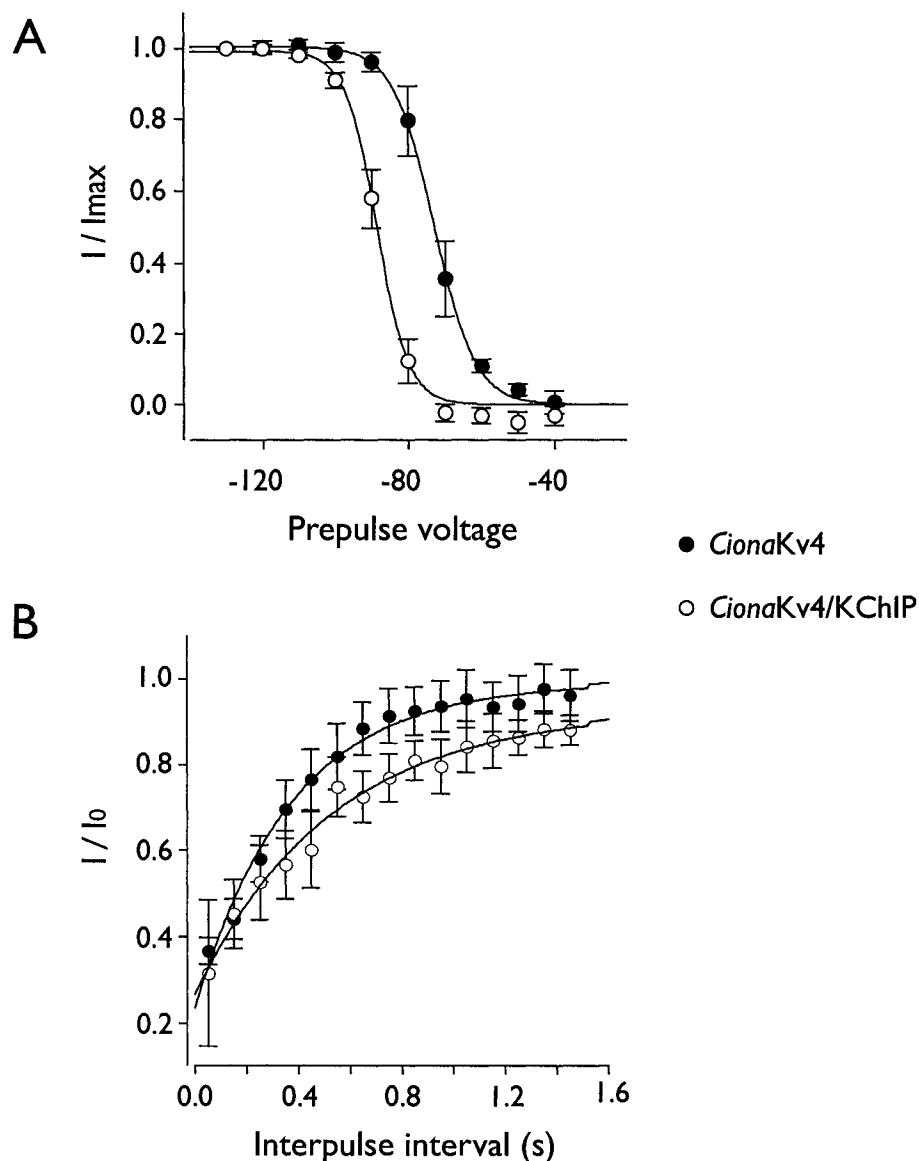 A
1.0
0.8
0.6
0.4
0.2
0.0
I / Imax
-120 -80 -40
Prepulse voltage
CionaKv4
CionaKv4/KChIP
B
1.0
0.8
0.6
0.4
0.2
I / I0
0.0 0.4 0.8 1.2 1.6
Interpulse interval (s)